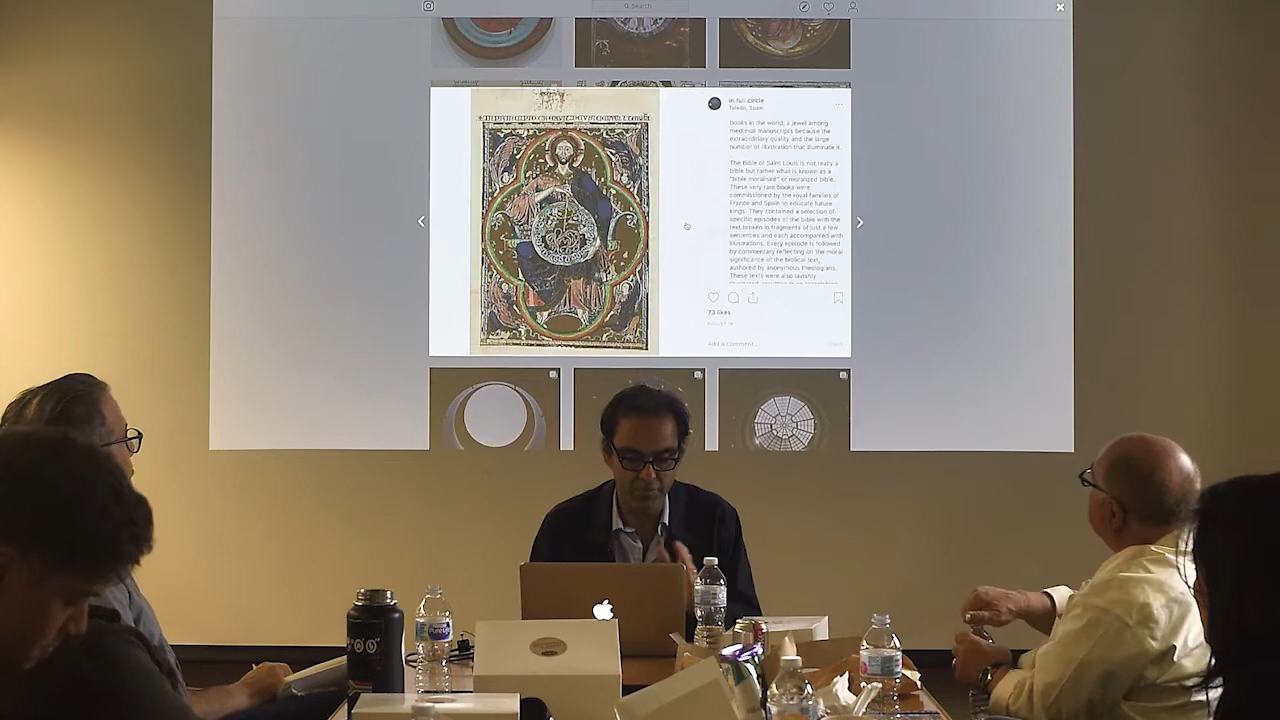 Search
in.full.circle
Toledo, Spain
books in the world, a jewel among
medieval manuscripts because the
extraordinary quality and the large
number of illustration that illuminate it.
The Bible of Saint Louis is not really a
bible but rather what is known as a
"bible moralisée" or moralized bible.
These very rare books were
commissioned by the royal families of
France and Spain to educate future
kings. They contained a selection of
specific episodes of the bible with the
text broken in fragments of just a few
sentences and each accompanied with
illustrations. Every episode is followed
by commentary reflecting on the moral
significance of the biblical text,
authored by anonymous theologians.
These texts were also lavishly
73 likes
Add a comment...
Pure Life